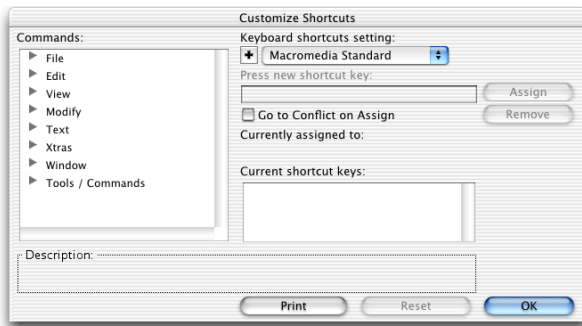 Customize Shortcuts
Commands:
File
Edit
View
Modify
Text
Xtras
Window
Tools / Commands
Keyboard shortcuts setting:
Macromedia Standard
Press new shortcut key:
Assign
Go to Conflict on Assign
Remove
Currently assigned to:
Current shortcut keys:
Description:
Print
Reset
OK